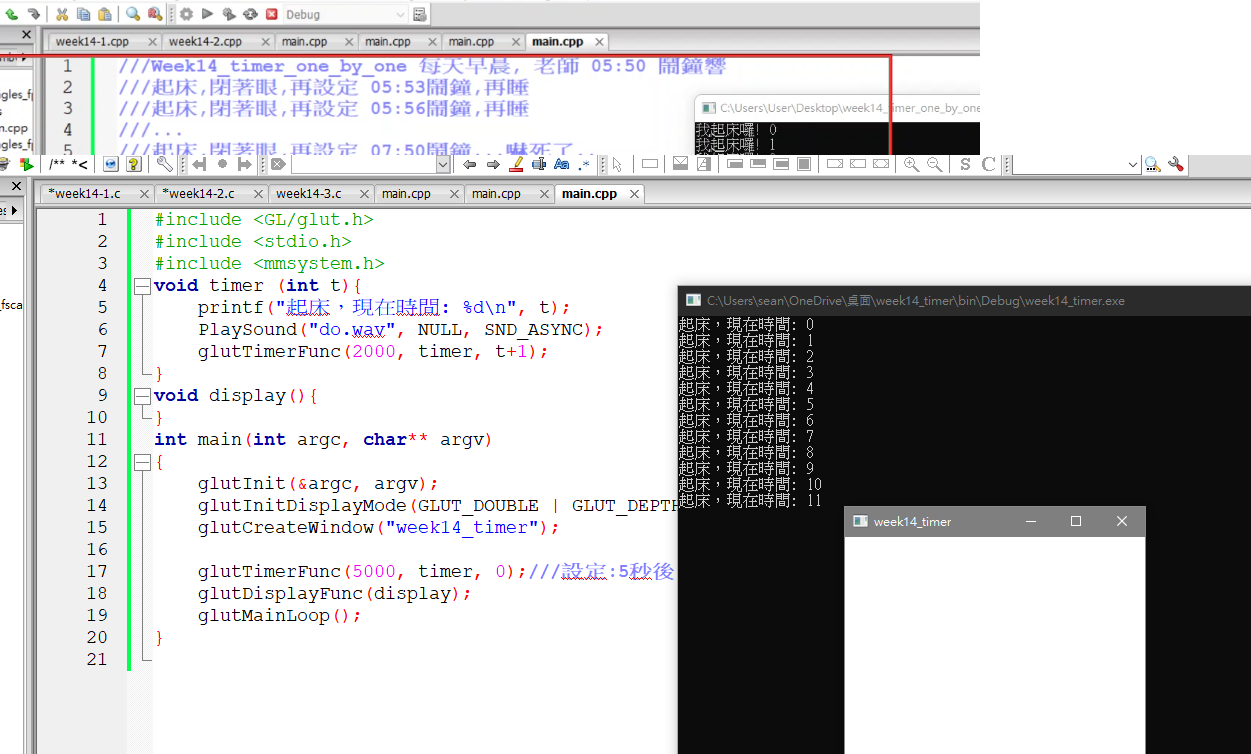 Debug
week14-1.cpp week14-2.cpp main.cpp main.cpp main.cpp main.cpp
1 ///Week14_timer_one_by_one 每天早晨, 老師 05:50 鬧鐘響
2 ///起床,閉著眼,再設定 05:53鬧鐘,再睡
3 ///起床,閉著眼,再設定 05:56鬧鐘,再睡
4 ///...
5 ///起床,閉著眼,再設定 07:50鬧鐘...嚇死了
C:\Users\User\Desktop\week14_timer_one_by_one
我起床囉! 0
我起床囉! 1
/** *<
*week14-1.c *week14-2.c week14-3.c main.cpp main.cpp main.cpp
1 #include <GL/glut.h>
2 #include <stdio.h>
3 #include <mmsystem.h>
4 void timer (int t){
5 printf("起床，現在時間: %d\n", t);
6 PlaySound("do.wav", NULL, SND_ASYNC);
7 glutTimerFunc(2000, timer, t+1);
8 }
9 void display(){
10 }
11 int main(int argc, char** argv)
12 {
13 glutInit(&argc, argv);
14 glutInitDisplayMode(GLUT_DOUBLE | GLUT_DEPTH
15 glutCreateWindow("week14_timer");
16
17 glutTimerFunc(5000, timer, 0);///設定:5秒後
18 glutDisplayFunc(display);
19 glutMainLoop();
20 }
21
C:\Users\sean\OneDrive\桌面\week14_timer\bin\Debug\week14_timer.exe
起床，現在時間: 0
起床，現在時間: 1
起床，現在時間: 2
起床，現在時間: 3
起床，現在時間: 4
起床，現在時間: 5
起床，現在時間: 6
起床，現在時間: 7
起床，現在時間: 8
起床，現在時間: 9
起床，現在時間: 10
起床，現在時間: 11
week14_timer